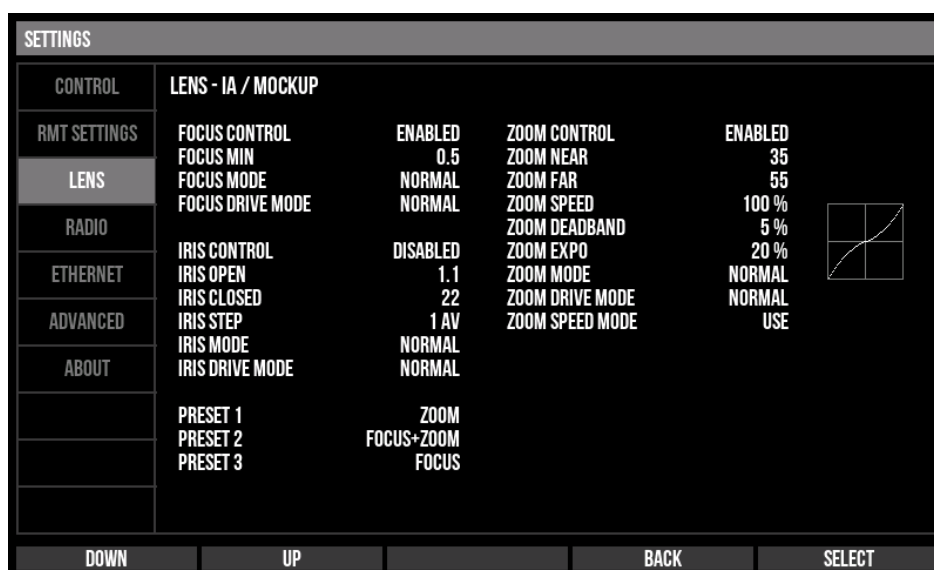 SETTINGS
CONTROL
RMT SETTINGS
LENS
RADIO
ETHERNET
ADVANCED
ABOUT
LENS - IA / MOCKUP
FOCUS CONTROL ENABLED
FOCUS MIN 0.5
FOCUS MODE NORMAL
FOCUS DRIVE MODE NORMAL
IRIS CONTROL DISABLED
IRIS OPEN 1.1
IRIS CLOSED 22
IRIS STEP 1 AV
IRIS MODE NORMAL
IRIS DRIVE MODE NORMAL
PRESET 1 ZOOM
PRESET 2 FOCUS+ZOOM
PRESET 3 FOCUS
ZOOM CONTROL ENABLED
ZOOM NEAR 35
ZOOM FAR 55
ZOOM SPEED 100 %
ZOOM DEADBAND 5 %
ZOOM EXPO 20 %
ZOOM MODE NORMAL
ZOOM DRIVE MODE NORMAL
ZOOM SPEED MODE USE
DOWN UP BACK SELECT